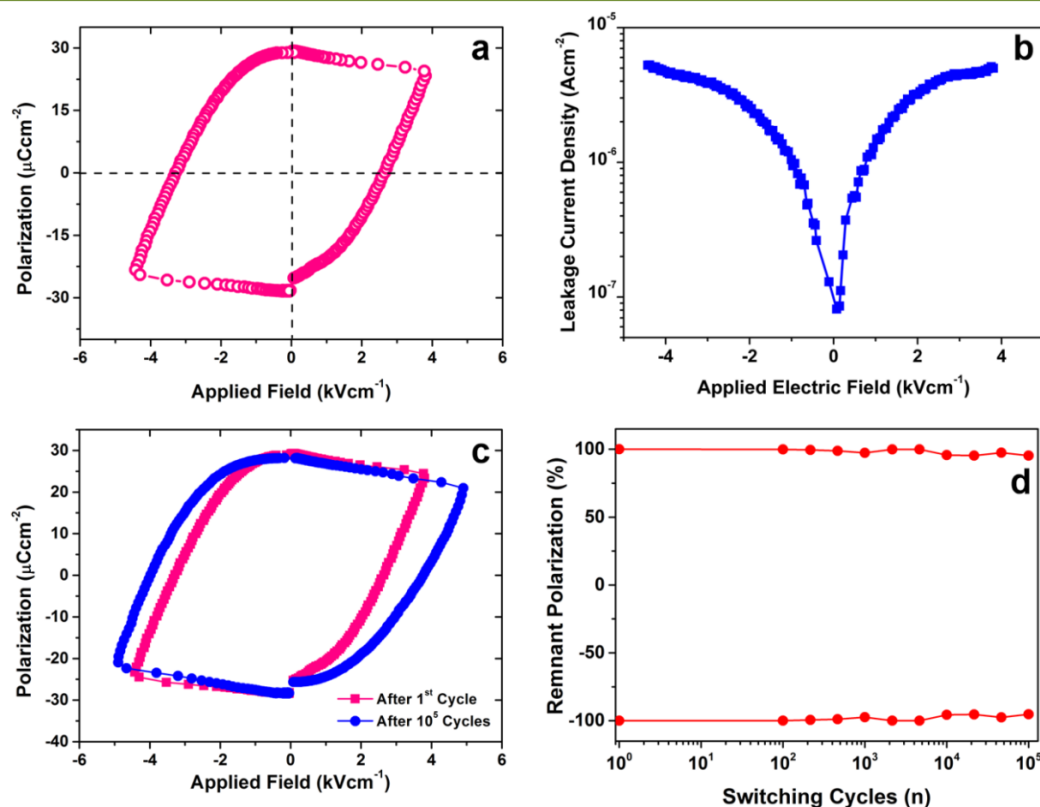 a
30
15
0
-15
-30
Polarization (µCcm⁻²)
-6 -4 -2 0 2 4 6
Applied Field (kVcm⁻¹)
b
10⁻⁵
10⁻⁶
10⁻⁷
Leakage Current Density (Acm⁻²)
-4 -2 0 2 4
Applied Electric Field (kVcm⁻¹)
c
30
20
10
0
-10
-20
-30
-40
Polarization (µCcm⁻²)
After 1ˢᵗ Cycle
After 10⁵ Cycles
-6 -4 -2 0 2 4 6
Applied Field (kVcm⁻¹)
d
100
50
0
-50
-100
Remnant Polarization (%)
10⁰ 10¹ 10² 10³ 10⁴ 10⁵
Switching Cycles (n)